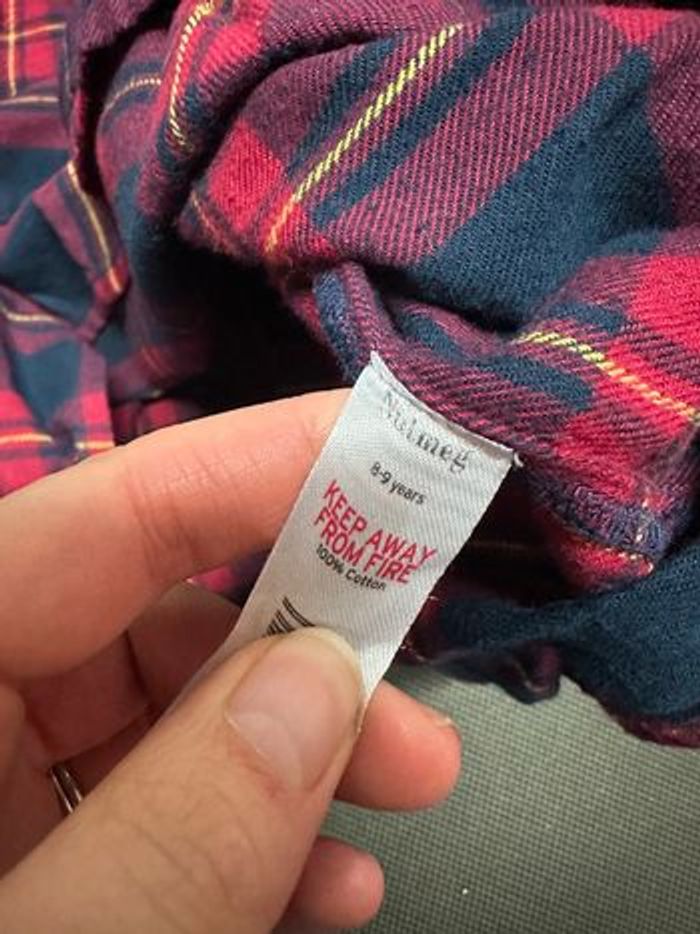 Nutmeg
8-9 years
KEEP AWAY
FROM FIRE
100% Cotton